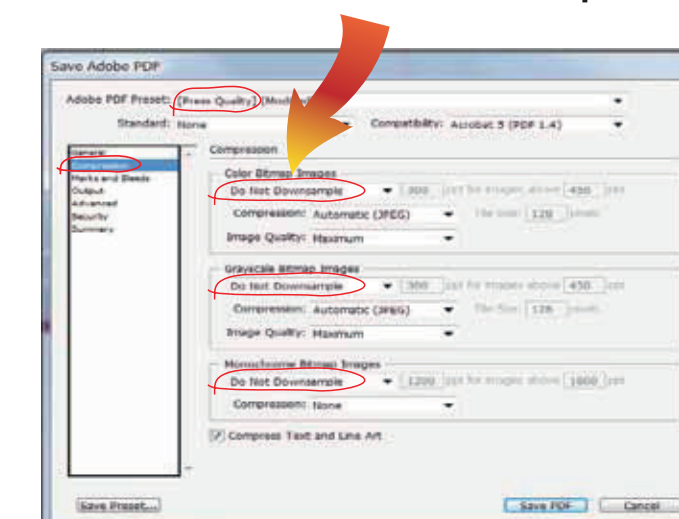 Save Adobe PDF
Adobe PDF Preset: [Press Quality]
Standard: None Compatibility: Acrobat 5 (PDF 1.4)
General
Compression
Marks and Bleeds
Output
Advanced
Security
Summary
Compression
Color Bitmap Images
Do Not Downsample 300 ppi for images above 450 ppi
Compression: Automatic (JPEG) Tile Size: 128 pixels
Image Quality: Maximum
Grayscale Bitmap Images
Do Not Downsample 300 ppi for images above 450 ppi
Compression: Automatic (JPEG) Tile Size: 128 pixels
Image Quality: Maximum
Monochrome Bitmap Images
Do Not Downsample 1200 ppi for images above 1800 ppi
Compression: None
Compress Text and Line Art
Save Preset... Save PDF Cancel